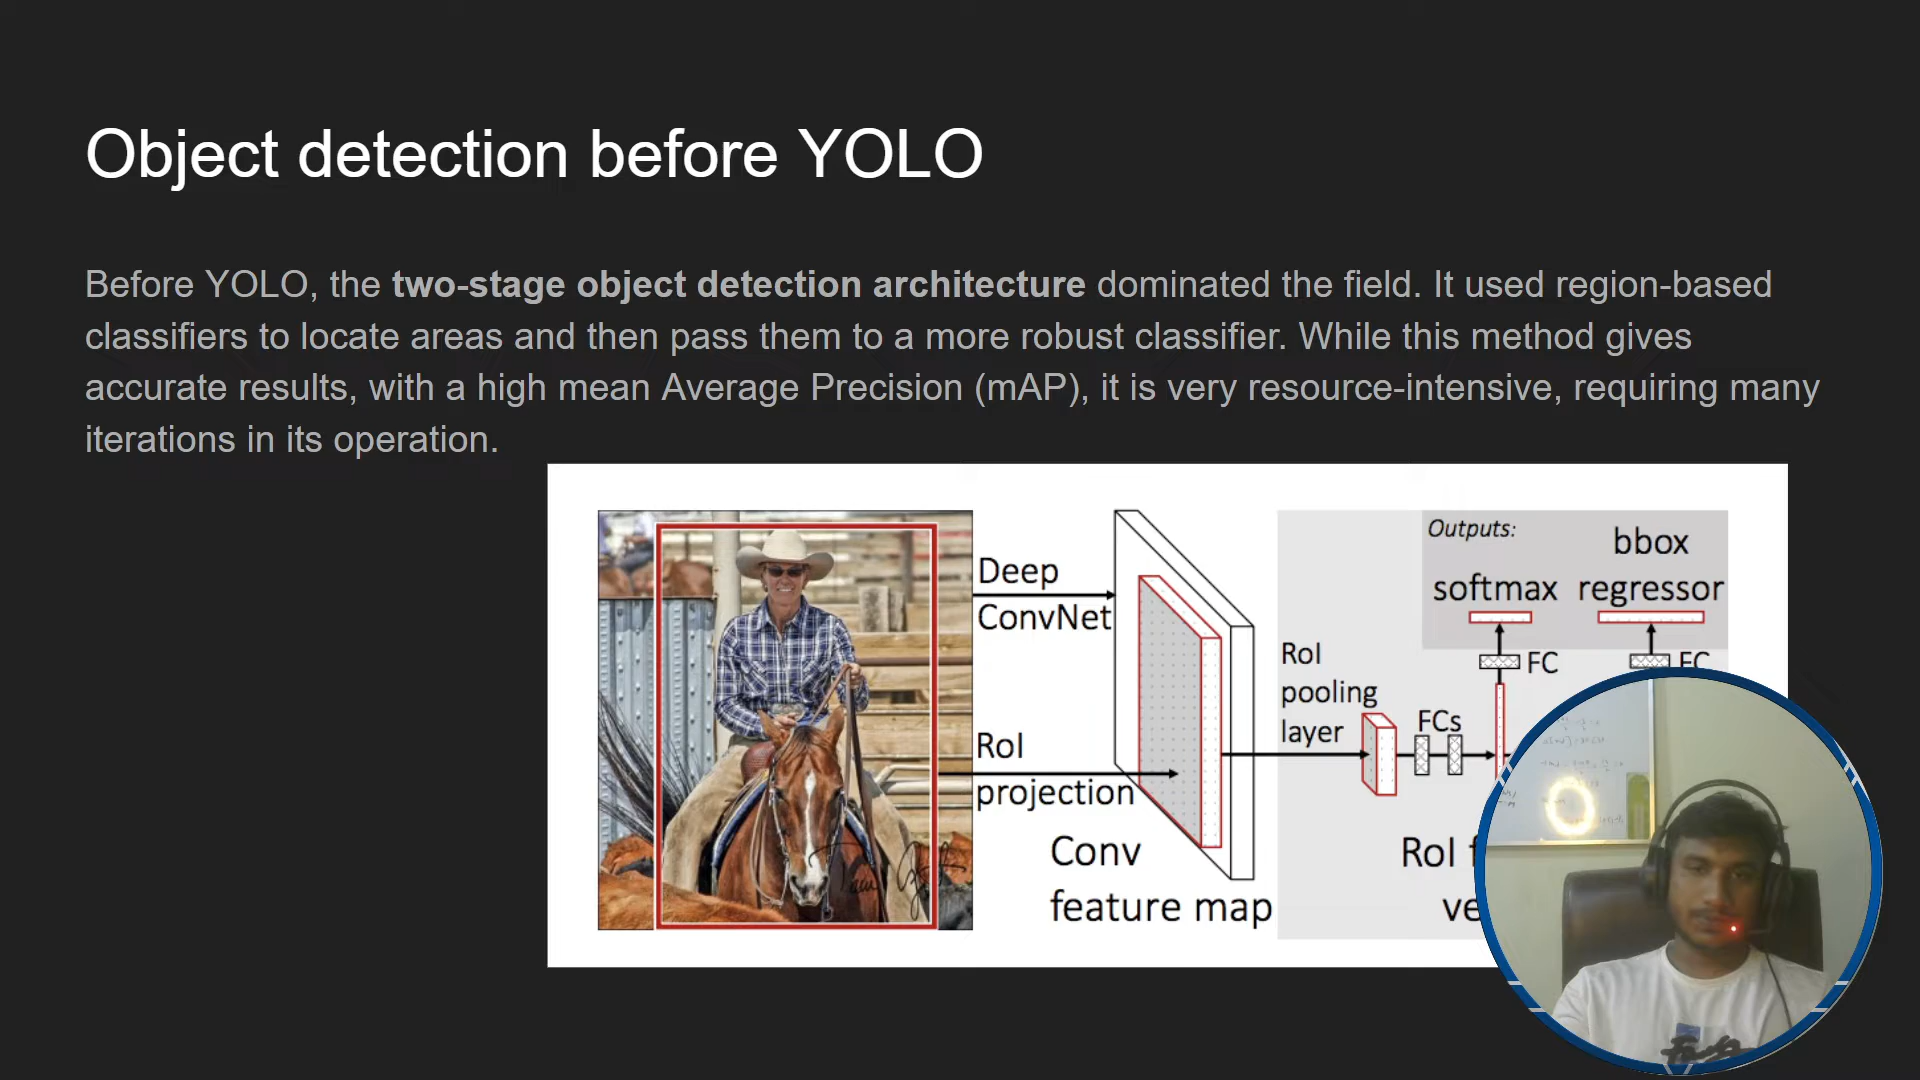 Object detection before YOLO
Before YOLO, the two-stage object detection architecture dominated the field. It used region-based
classifiers to locate areas and then pass them to a more robust classifier. While this method gives
accurate results, with a high mean Average Precision (mAP), it is very resource-intensive, requiring many
iterations in its operation.
Outputs:
bbox
softmax regressor
Deep
ConvNet
RoI
pooling
layer
FC
FC
FCs
RoI
projection
Conv
feature map
RoI